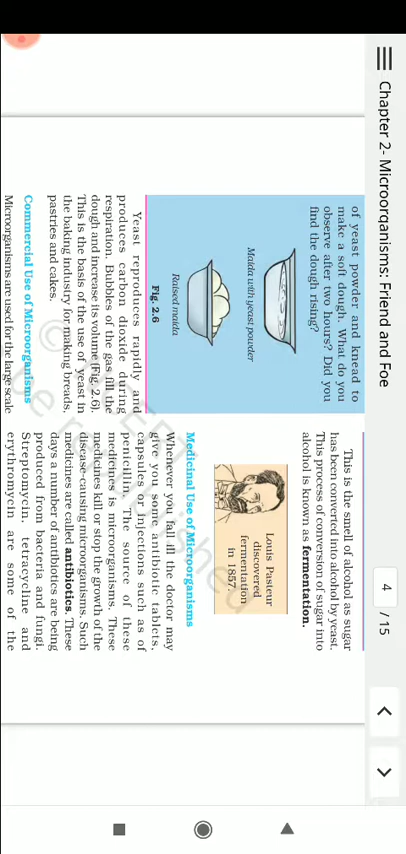 Chapter 2- Microorganisms: Friend and Foe
4 / 15
of yeast powder and knead to
make a soft dough. What do you
observe after two hours? Did you
find the dough rising?
Maida with yeast powder
Raised maida
Fig. 2.6
Yeast reproduces rapidly and
produces carbon dioxide during
respiration. Bubbles of the gas fill the
dough and increase its volume (Fig. 2.6).
This is the basis of the use of yeast in
the baking industry for making breads,
pastries and cakes.
Commercial Use of Microorganisms
Microorganisms are used for the large scale
This is the smell of alcohol as sugar
has been converted into alcohol by yeast.
This process of conversion of sugar into
alcohol is known as fermentation.
Louis Pasteur
discovered
fermentation
in 1857.
Medicinal Use of Microorganisms
Whenever you fall ill the doctor may
give you some antibiotic tablets,
capsules or injections such as of
penicillin. The source of these
medicines is microorganisms. These
medicines kill or stop the growth of the
disease-causing microorganisms. Such
medicines are called antibiotics. These
days a number of antibiotics are being
produced from bacteria and fungi.
Streptomycin, tetracycline and
erythromycin are some of the